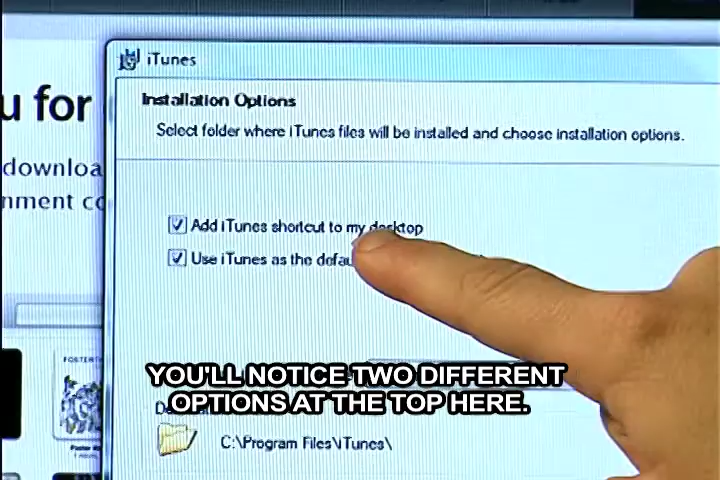 iTunes
u for
Installation Options
Select folder where iTunes files will be installed and choose installation options.
downloa
nment co
Add iTunes shortcut to my desktop
Use iTunes as the defau
YOU'LL NOTICE TWO DIFFERENT
OPTIONS AT THE TOP HERE.
C:\Program Files\iTunes\